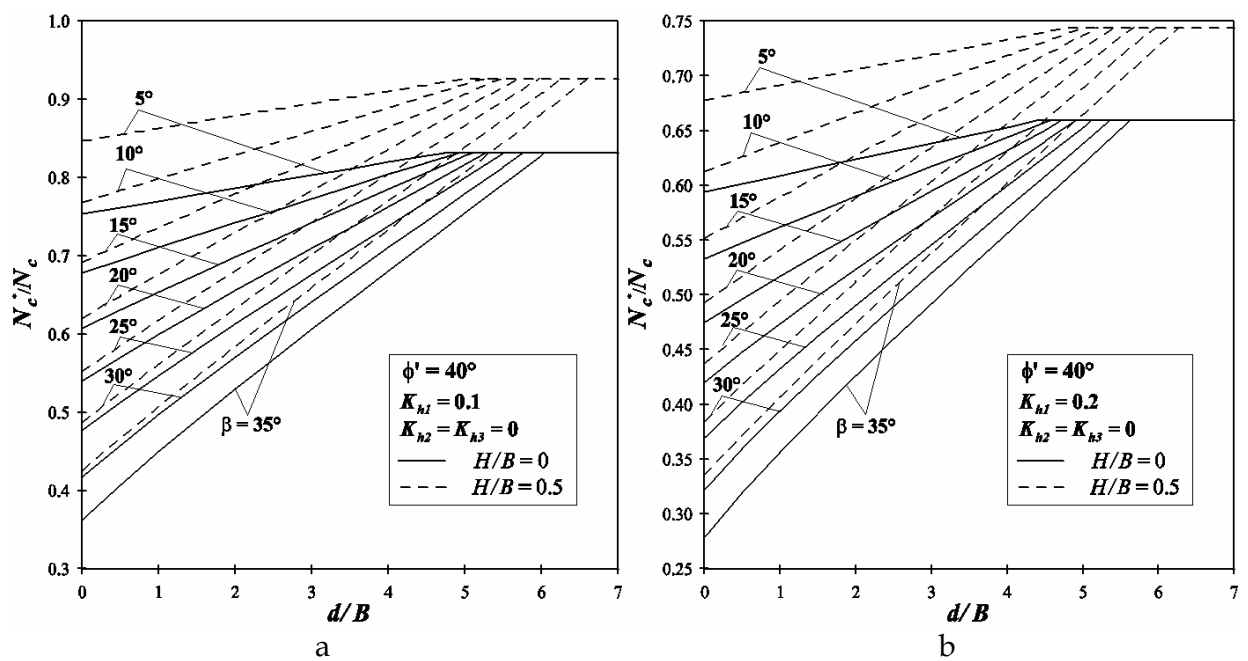 a
b
1.0
0.9
0.8
0.7
0.6
0.5
0.4
0.3
N*c/Nc
5°
10°
15°
20°
25°
30°
β = 35°
ϕ' = 40°
Kh1 = 0.1
Kh2 = Kh3 = 0
H/B = 0
H/B = 0.5
0 1 2 3 4 5 6 7
d/B
a
0.75
0.70
0.65
0.60
0.55
0.50
0.45
0.40
0.35
0.30
0.25
N*c/Nc
5°
10°
15°
20°
25°
30°
β = 35°
ϕ' = 40°
Kh1 = 0.2
Kh2 = Kh3 = 0
H/B = 0
H/B = 0.5
0 1 2 3 4 5 6 7
d/B
b